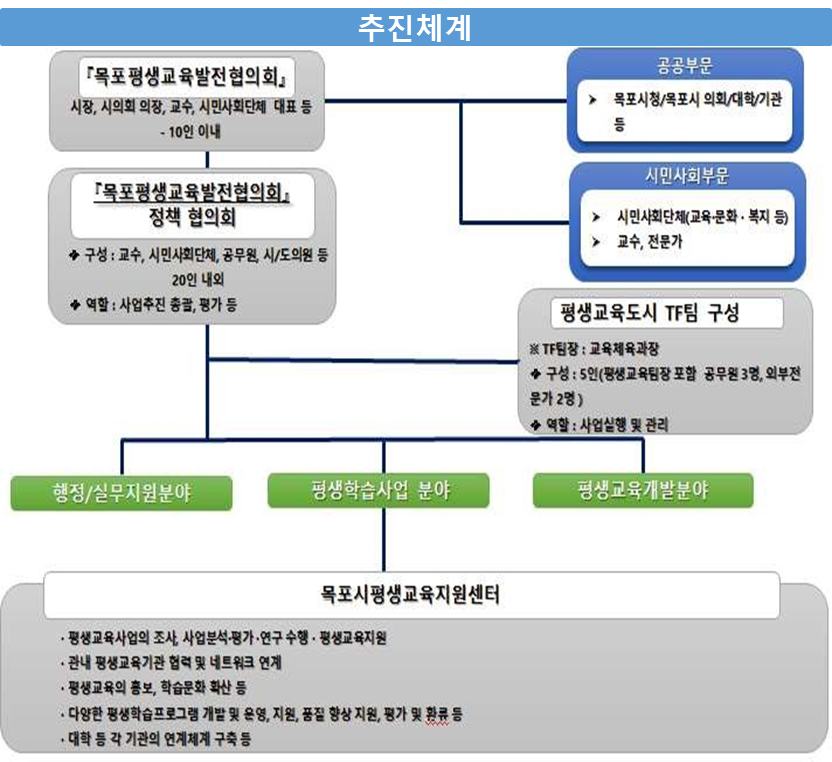 추진체계
『목포평생교육발전협의회』
시장, 시의회 의장, 교수, 시민사회단체 대표 등
- 10인 이내
공공부문
➢ 목포시청/목포시 의회/대학/기관
등
『목포평생교육발전협의회』
정책 협의회
❖ 구성 : 교수, 시민사회단체, 공무원, 시/도의원 등
20인 내외
❖ 역할 : 사업추진 총괄, 평가 등
시민사회부문
➢ 시민사회단체(교육·문화 · 복지 등)
➢ 교수, 전문가
평생교육도시 TF팀 구성
※ TF팀장 : 교육체육과장
❖ 구성 : 5인(평생교육팀장 포함 공무원 3명, 외부전
문가 2명 )
❖ 역할 : 사업실행 및 관리
행정/실무지원분야
평생학습사업 분야
평생교육개발분야
목포시평생교육지원센터
· 평생교육사업의 조사, 사업분석·평가·연구 수행 · 평생교육지원
· 관내 평생교육기관 협력 및 네트워크 연계
· 평생교육의 홍보, 학습문화 확산 등
· 다양한 평생학습프로그램 개발 및 운영, 지원, 품질 향상 지원, 평가 및 환류 등
· 대학 등 각 기관의 연계체계 구축 등